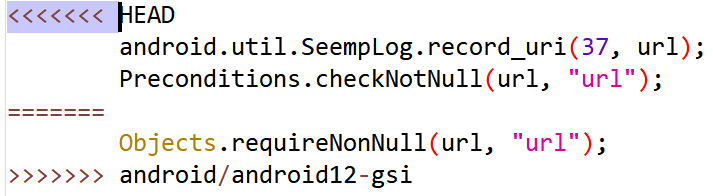 <<<<<<< HEAD
        android.util.SeempLog.record_uri(37, url);
        Preconditions.checkNotNull(url, "url");
=======
        Objects.requireNonNull(url, "url");
>>>>>>> android/android12-gsi